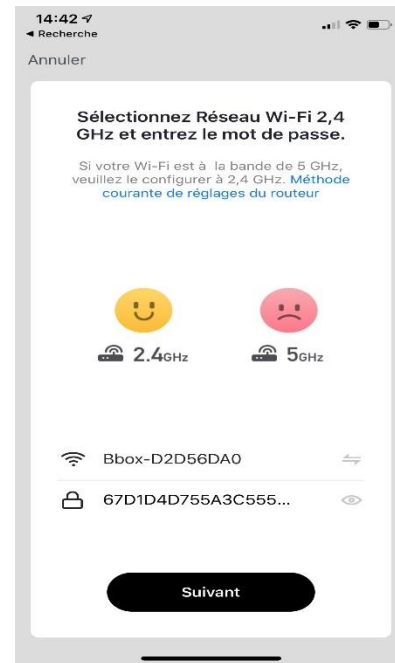 14:42
◀ Recherche
Annuler
Sélectionnez Réseau Wi-Fi 2,4
GHz et entrez le mot de passe.
Si votre Wi-Fi est à la bande de 5 GHz,
veuillez le configurer à 2,4 GHz. Méthode
courante de réglages du routeur
2.4GHz 5GHz
Bbox-D2D56DA0
67D1D4D755A3C555...
Suivant